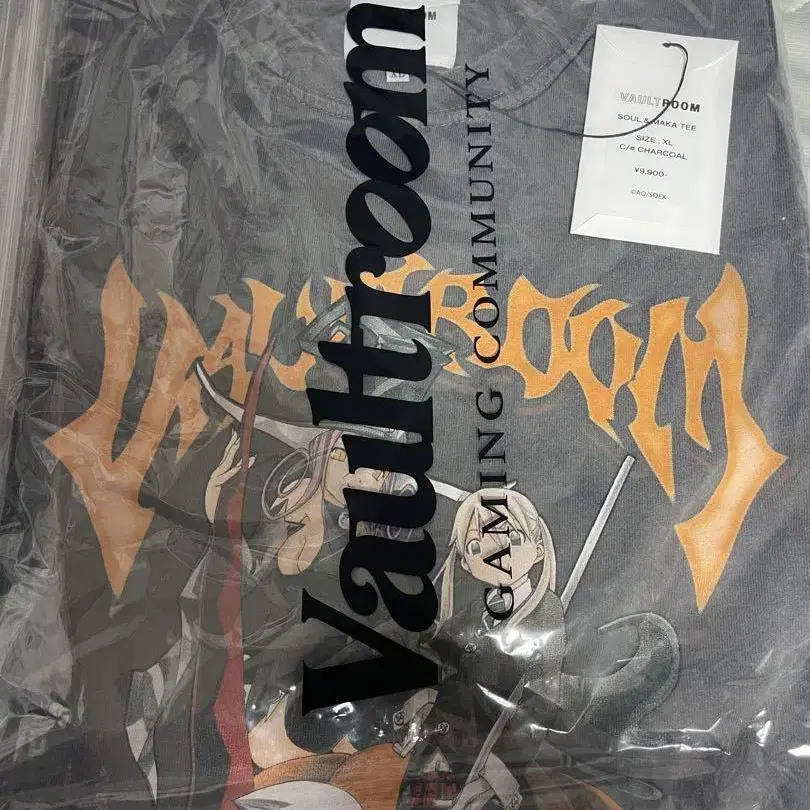 XL
VAULTROOM
SOUL & MAKA TEE
SIZE : XL
C/# CHARCOAL
¥9,900-
©AO/SQEX
VAULTROOM
Vaultroom
GAMING COMMUNITY